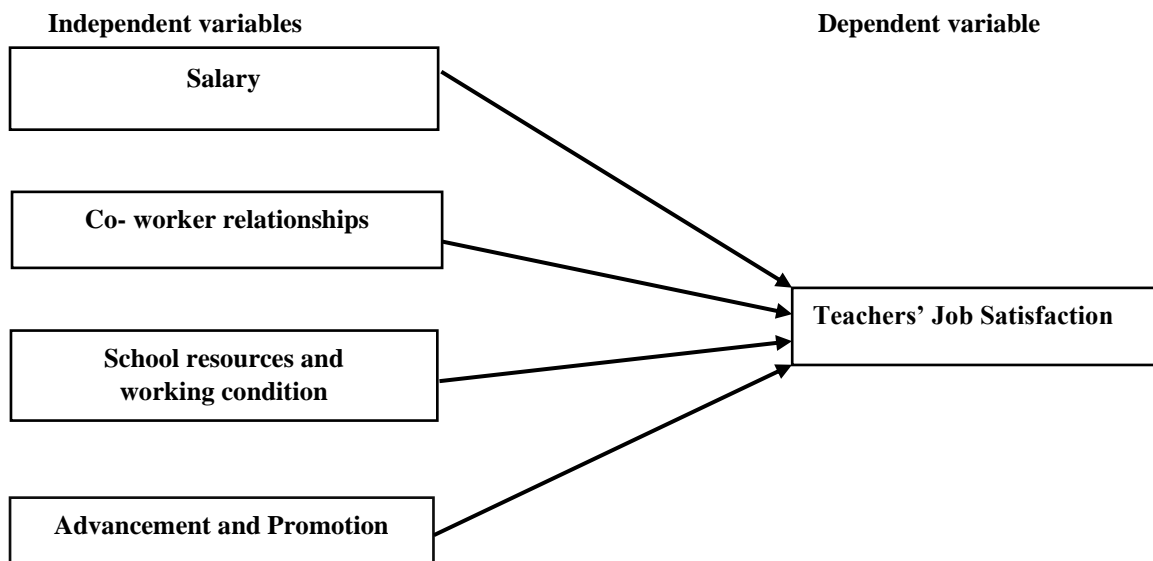 Independent variables
Dependent variable
Salary
Co- worker relationships
Teachers’ Job Satisfaction
School resources and
working condition
Advancement and Promotion